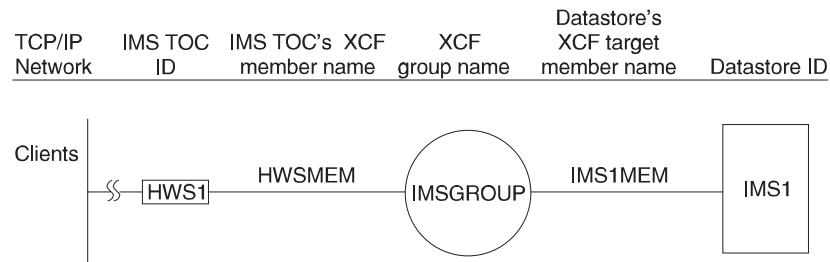 TCP/IP
Network
IMS TOC
ID
IMS TOC's XCF
member name
XCF
group name
Datastore's
XCF target
member name
Datastore ID
Clients
HWS1
HWSMEM
IMSGROUP
IMS1MEM
IMS1